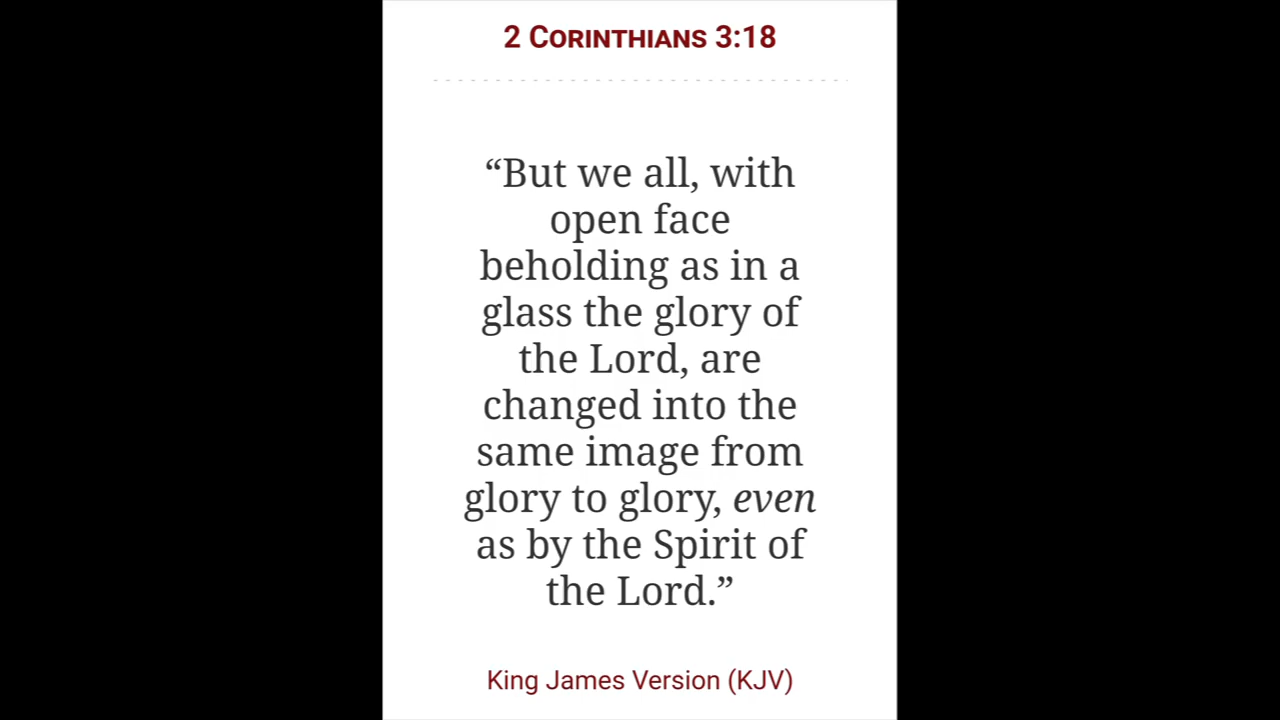 2 Corinthians 3:18
“But we all, with
open face
beholding as in a
glass the glory of
the Lord, are
changed into the
same image from
glory to glory, even
as by the Spirit of
the Lord.”
King James Version (KJV)